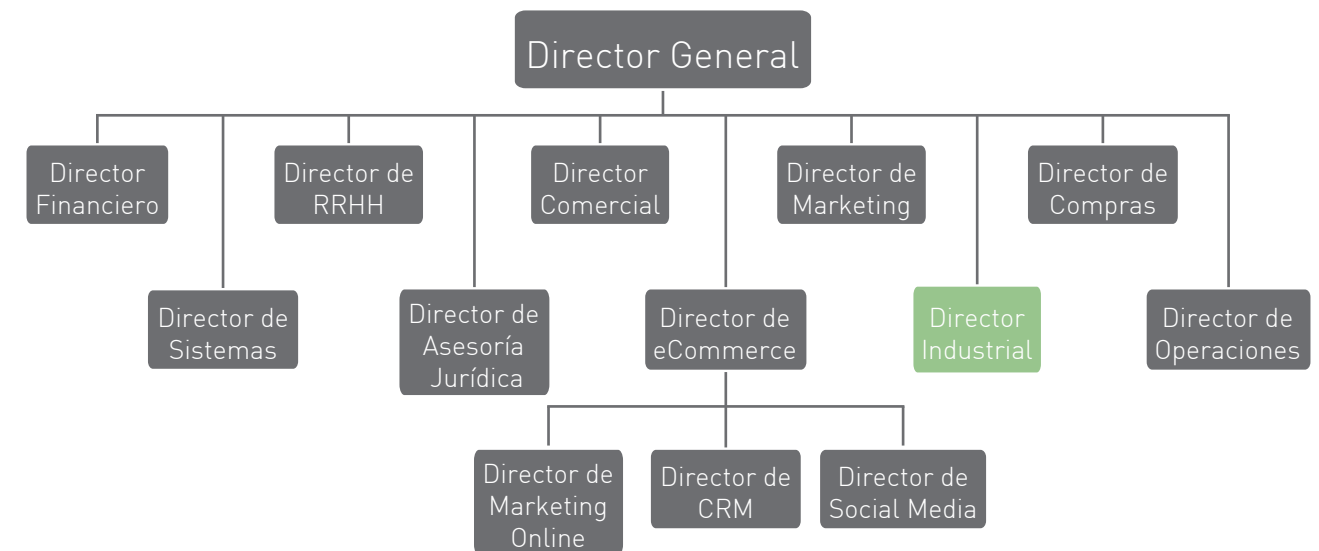 Director General
Director
Financiero
Director de
RRHH
Director
Comercial
Director de
Marketing
Director de
Compras
Director de
Sistemas
Director de
Asesoría
Jurídica
Director de
eCommerce
Director
Industrial
Director de
Operaciones
Director de
Marketing
Online
Director de
CRM
Director de
Social Media